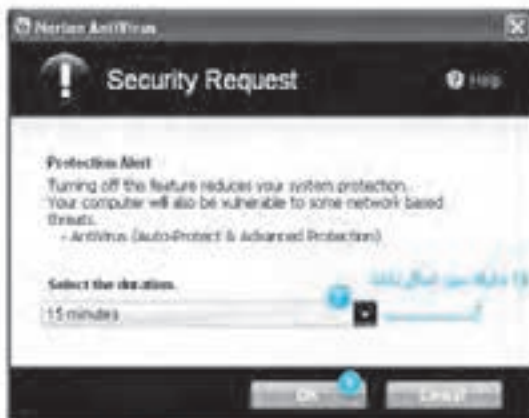 Norton AntiVirus
Security Request
Help
Protection Alert
Turning off this feature reduces your system protection.
Your computer will also be vulnerable to some network based
threats.
- AntiVirus (Auto-Protect & Advanced Protection)
Select the duration.
15 minutes
OK
Cancel